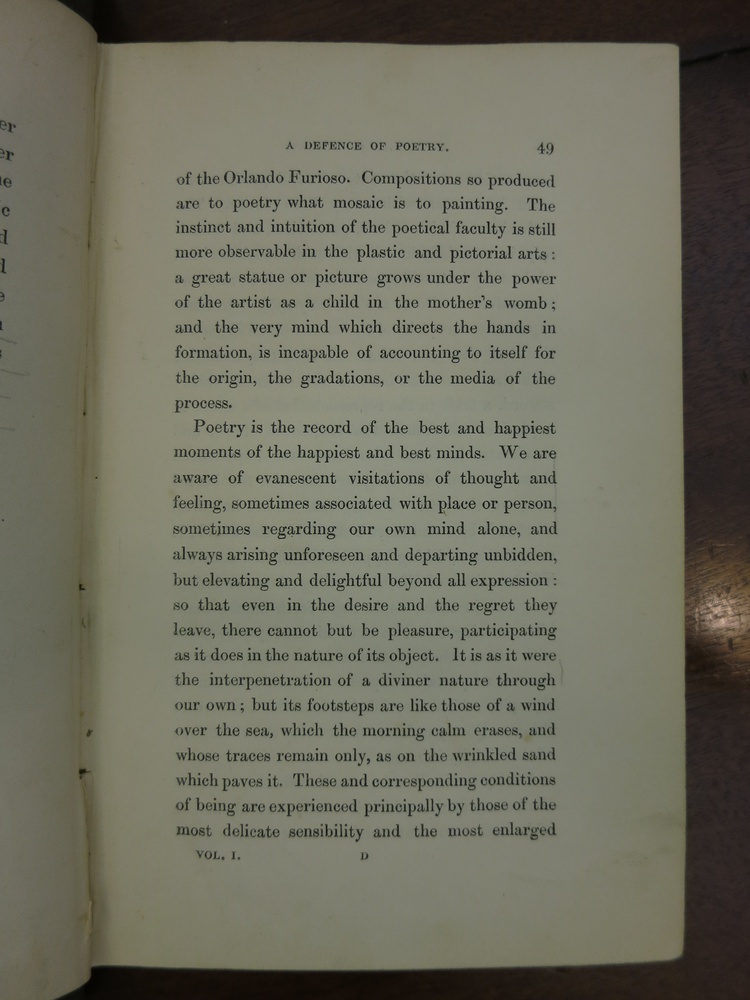 er
er
ue
c
d
l
e
A DEFENCE OF POETRY. 49
of the Orlando Furioso. Compositions so produced
are to poetry what mosaic is to painting. The
instinct and intuition of the poetical faculty is still
more observable in the plastic and pictorial arts :
a great statue or picture grows under the power
of the artist as a child in the mother's womb ;
and the very mind which directs the hands in
formation, is incapable of accounting to itself for
the origin, the gradations, or the media of the
process.
Poetry is the record of the best and happiest
moments of the happiest and best minds. We are
aware of evanescent visitations of thought and
feeling, sometimes associated with place or person,
sometimes regarding our own mind alone, and
always arising unforeseen and departing unbidden,
but elevating and delightful beyond all expression :
so that even in the desire and the regret they
leave, there cannot but be pleasure, participating
as it does in the nature of its object. It is as it were
the interpenetration of a diviner nature through
our own ; but its footsteps are like those of a wind
over the sea, which the morning calm erases, and
whose traces remain only, as on the wrinkled sand
which paves it. These and corresponding conditions
of being are experienced principally by those of the
most delicate sensibility and the most enlarged
VOL. I. D